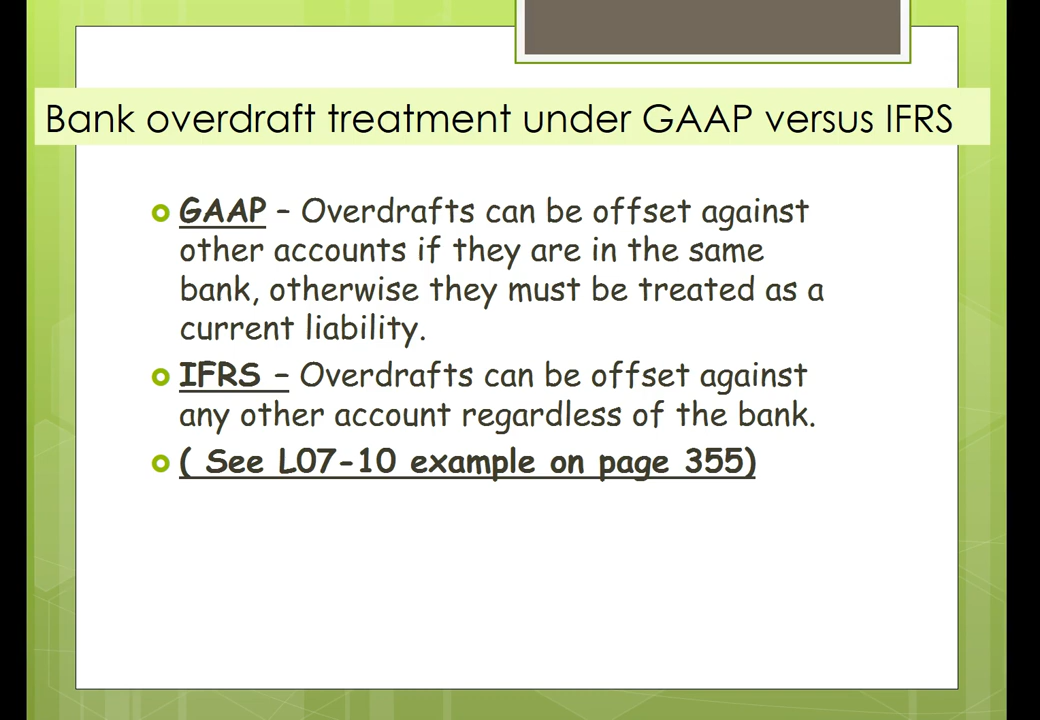 Bank overdraft treatment under GAAP versus IFRS
GAAP – Overdrafts can be offset against
other accounts if they are in the same
bank, otherwise they must be treated as a
current liability.
IFRS – Overdrafts can be offset against
any other account regardless of the bank.
( See L07-10 example on page 355)